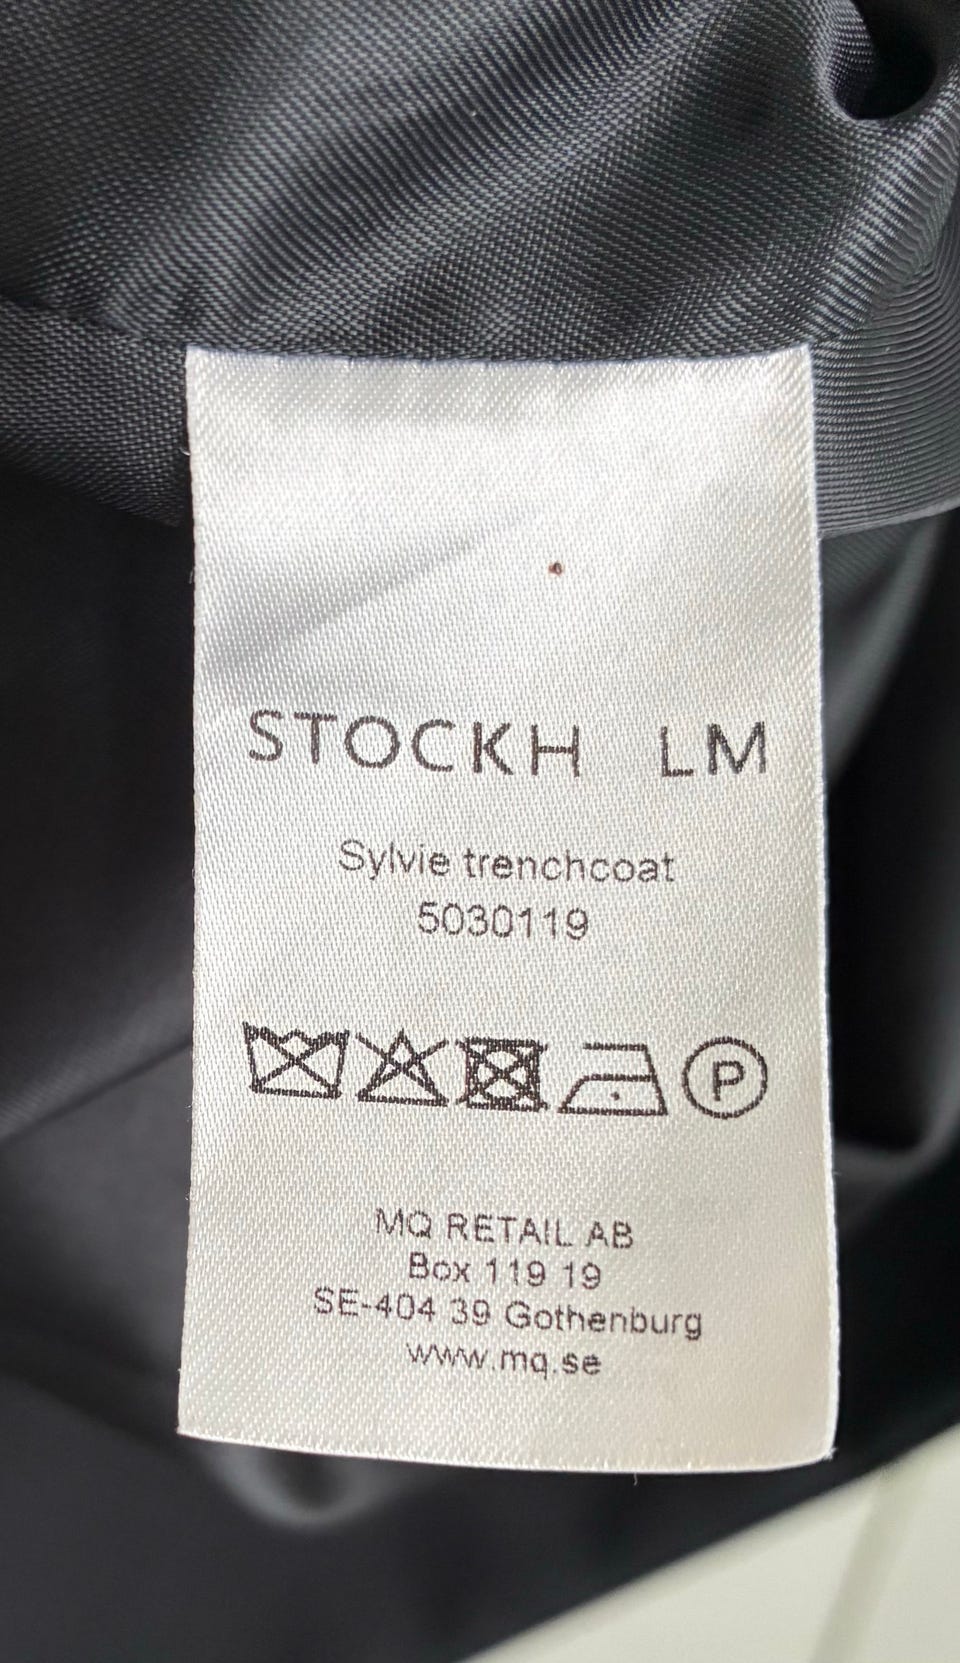 STOCKH LM
Sylvie trenchcoat
5030119
P
MQ RETAIL AB
Box 119 19
SE-404 39 Gothenburg
www.mq.se